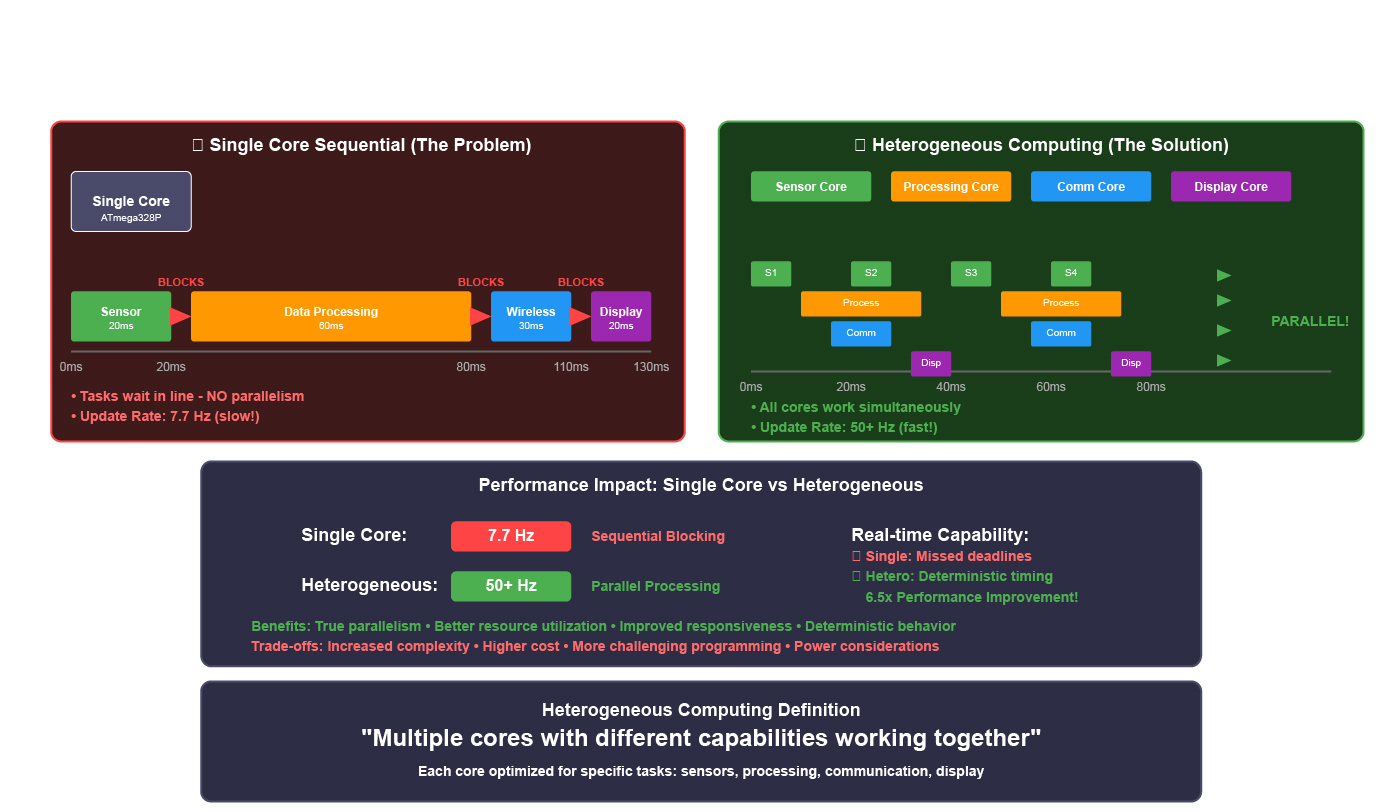 Single Core Sequential (The Problem)
Single Core
ATmega328P
BLOCKS BLOCKS BLOCKS
Sensor
20ms
Data Processing
60ms
Wireless
30ms
Display
20ms
0ms 20ms 80ms 110ms 130ms
• Tasks wait in line - NO parallelism
• Update Rate: 7.7 Hz (slow!)
Heterogeneous Computing (The Solution)
Sensor Core Processing Core Comm Core Display Core
S1 S2 S3 S4
Process Process
PARALLEL!
Comm Comm
Disp Disp
0ms 20ms 40ms 60ms 80ms
• All cores work simultaneously
• Update Rate: 50+ Hz (fast!)
Performance Impact: Single Core vs Heterogeneous
Single Core: 7.7 Hz Sequential Blocking
Heterogeneous: 50+ Hz Parallel Processing
Real-time Capability:
Single: Missed deadlines
Hetero: Deterministic timing
6.5x Performance Improvement!
Benefits: True parallelism • Better resource utilization • Improved responsiveness • Deterministic behavior
Trade-offs: Increased complexity • Higher cost • More challenging programming • Power considerations
Heterogeneous Computing Definition
"Multiple cores with different capabilities working together"
Each core optimized for specific tasks: sensors, processing, communication, display